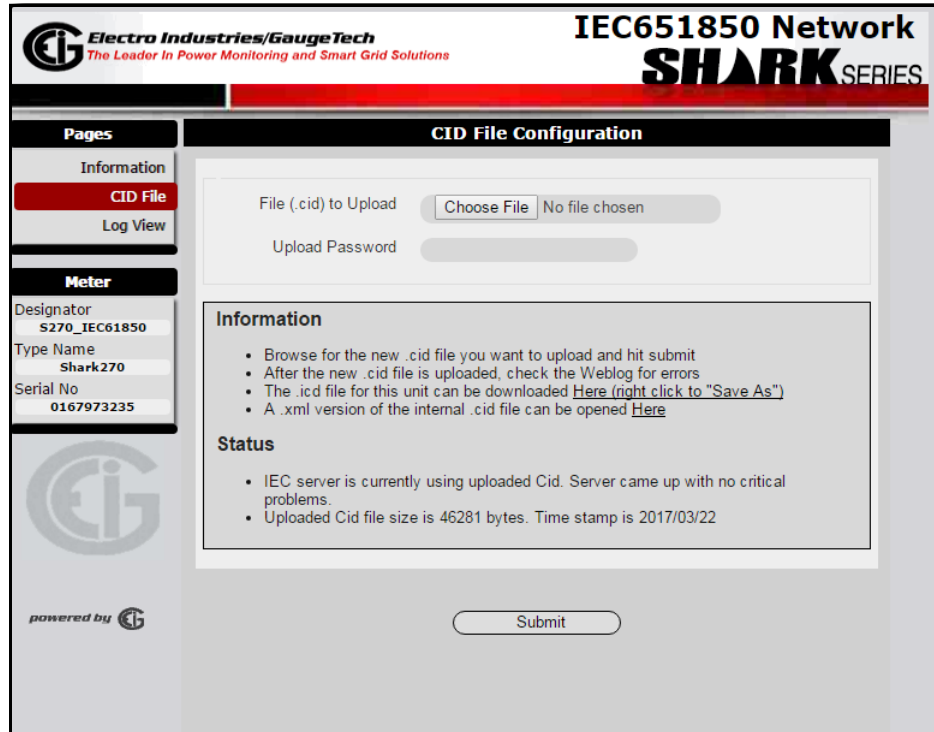 Electro Industries/GaugeTech
The Leader In Power Monitoring and Smart Grid Solutions
IEC651850 Network
SHARK SERIES
Pages
Information
CID File
Log View
Meter
Designator
S270_IEC61850
Type Name
Shark270
Serial No
0167973235
powered by EIG
CID File Configuration
File (.cid) to Upload Choose File No file chosen
Upload Password
Information
• Browse for the new .cid file you want to upload and hit submit
• After the new .cid file is uploaded, check the Weblog for errors
• The .icd file for this unit can be downloaded Here (right click to "Save As")
• A .xml version of the internal .cid file can be opened Here
Status
• IEC server is currently using uploaded Cid. Server came up with no critical
problems.
• Uploaded Cid file size is 46281 bytes. Time stamp is 2017/03/22
Submit